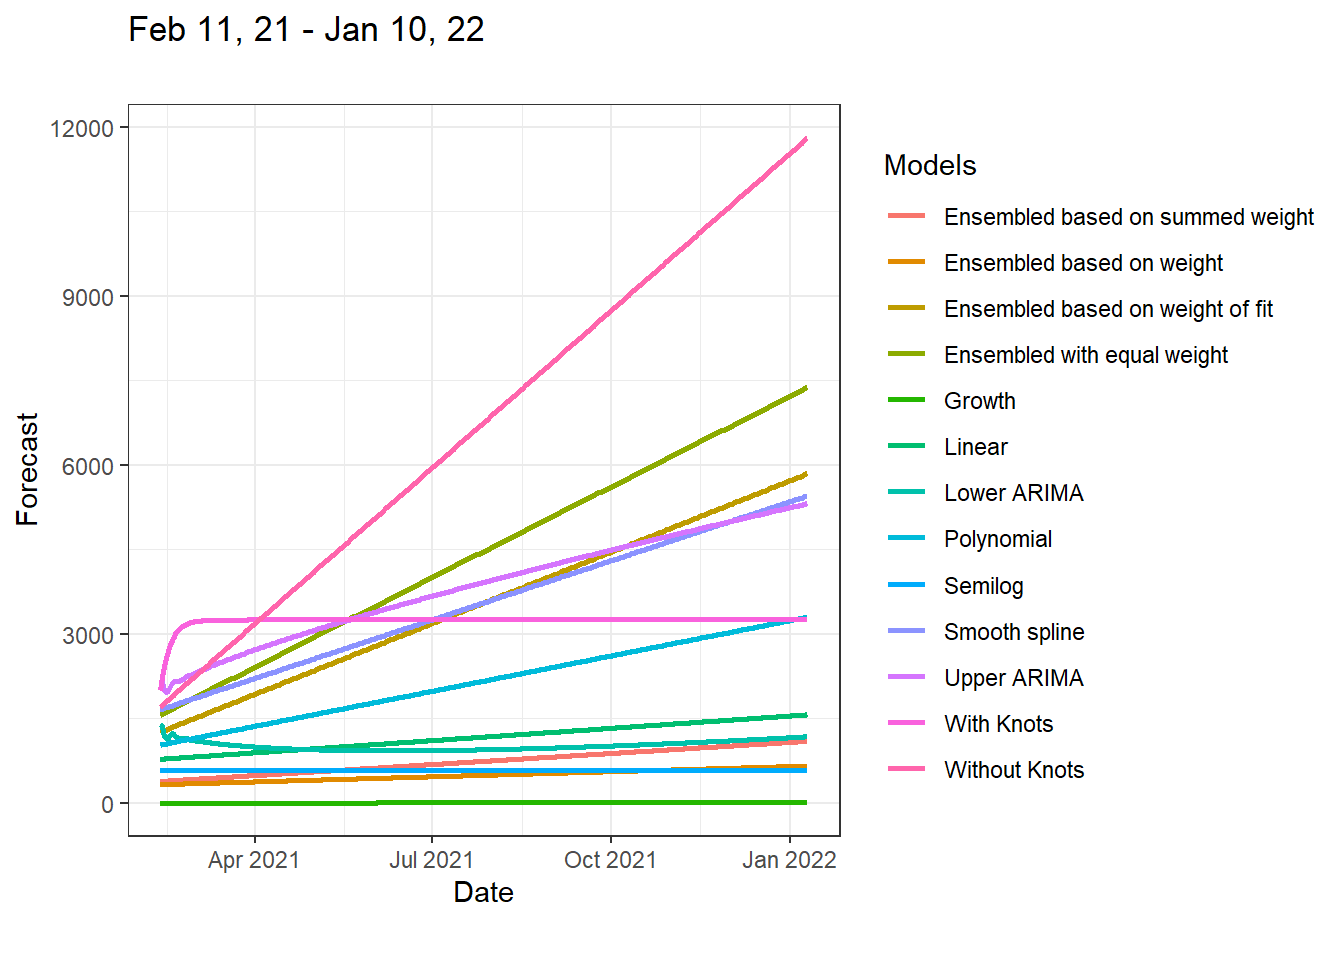 Feb 11, 21 - Jan 10, 22
12000
9000
6000
3000
0
Forecast
Apr 2021
Jul 2021
Oct 2021
Jan 2022
Date
Models
Ensembled based on summed weight
Ensembled based on weight
Ensembled based on weight of fit
Ensembled with equal weight
Growth
Linear
Lower ARIMA
Polynomial
Semilog
Smooth spline
Upper ARIMA
With Knots
Without Knots